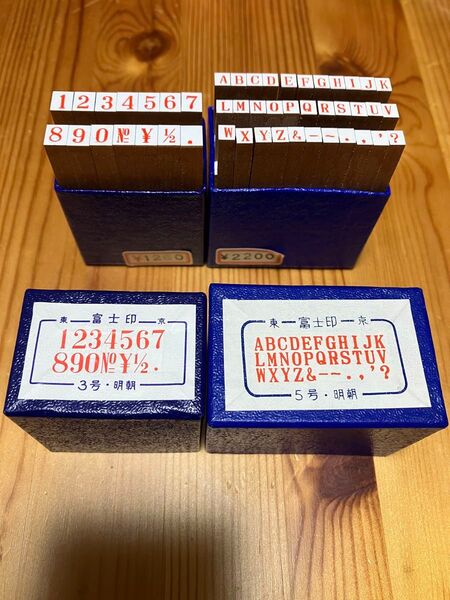 1234567
890№¥½.
ABCDEFGHIJK
LMNOPQRSTUV
WXYZ&-~.,'?
¥1260
¥2200
東 富士印 京
1234567
890№¥½.
3号・明朝
東 富士印 京
ABCDEFGHIJK
LMNOPQRSTUV
WXYZ&-~.,'?
5号・明朝